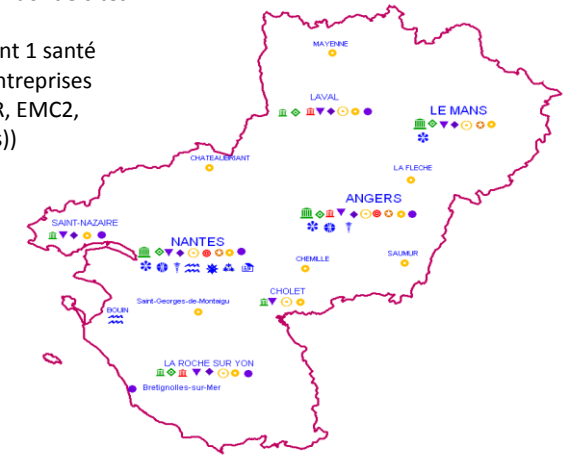 nt 1 santé
ntreprises
R, EMC2,
s))
MAYENNE
LAVAL
LE MANS
CHATEAUBRIANT
LA FLECHE
ANGERS
SAINT-NAZAIRE
NANTES
CHEMILLE
SAUMUR
CHOLET
Saint-Georges-de-Montaigu
BOUIN
LA ROCHE SUR YON
Bretignolles-sur-Mer